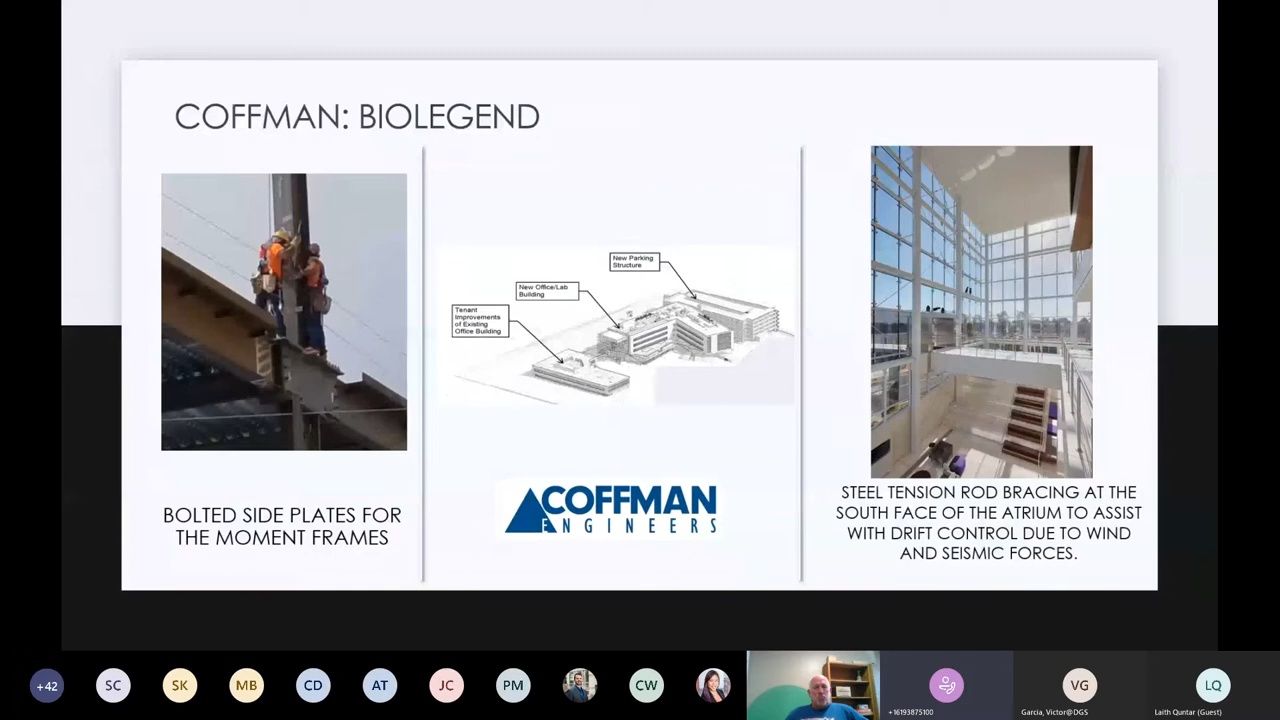 COFFMAN: BIOLEGEND
BOLTED SIDE PLATES FOR
THE MOMENT FRAMES
New Parking
Structure
New Office/Lab
Building
Tenant
Improvements
of Existing
Office Building
COFFMAN
ENGINEERS
STEEL TENSION ROD BRACING AT THE
SOUTH FACE OF THE ATRIUM TO ASSIST
WITH DRIFT CONTROL DUE TO WIND
AND SEISMIC FORCES.
+42
SC
SK
MB
CD
AT
JC
PM
CW
+16193875100
VG
Garcia, Victor@DGS
LQ
Laith Quntar (Guest)